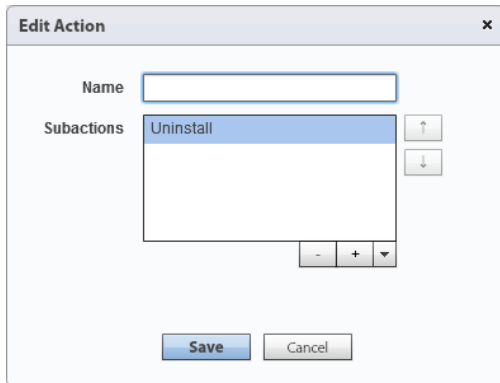 Edit Action
Name
Subactions
Uninstall
-
+
Save
Cancel